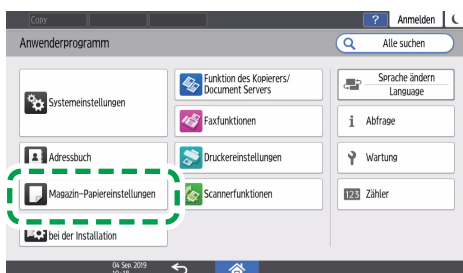 Copy
? Anmelden
Anwenderprogramm
Alle suchen
Systemeinstellungen
Funktion des Kopierers/
Document Servers
Sprache ändern
Language
Faxfunktionen
i Abfrage
Adressbuch
Druckereinstellungen
Wartung
Magazin-Papiereinstellungen
Scannerfunktionen
123 Zähler
bei der Installation
04 Sep. 2019